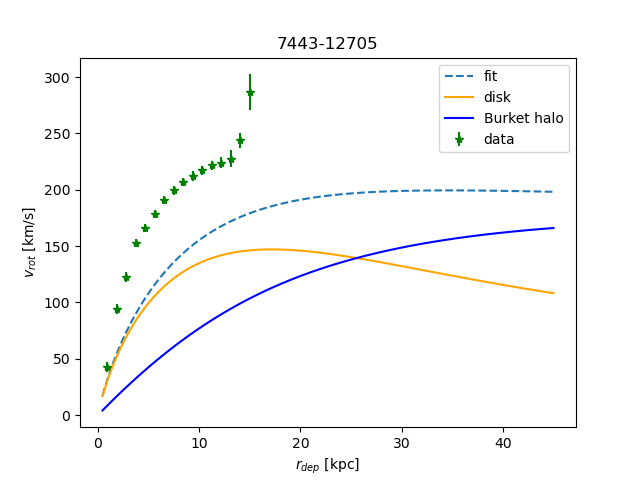 7443-12705
fit
disk
Burket halo
data
300
250
200
150
100
50
0
v_rot [km/s]
0 10 20 30 40
r_dep [kpc]